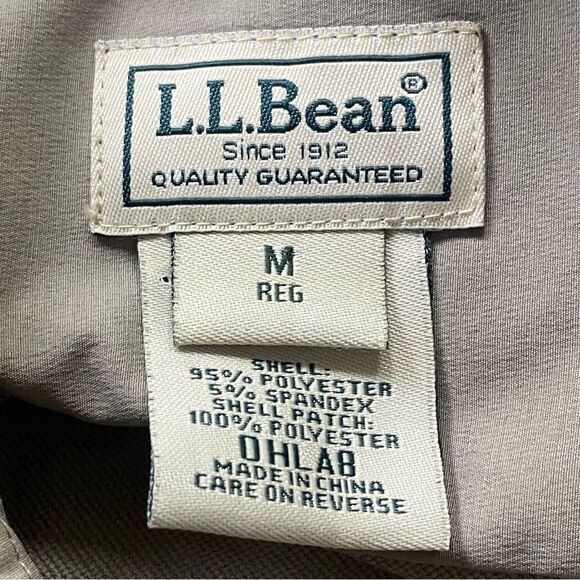 L.L.Bean®
Since 1912
QUALITY GUARANTEED
M
REG
SHELL:
95% POLYESTER
5% SPANDEX
SHELL PATCH:
100% POLYESTER
OHLA8
MADE IN CHINA
CARE ON REVERSE